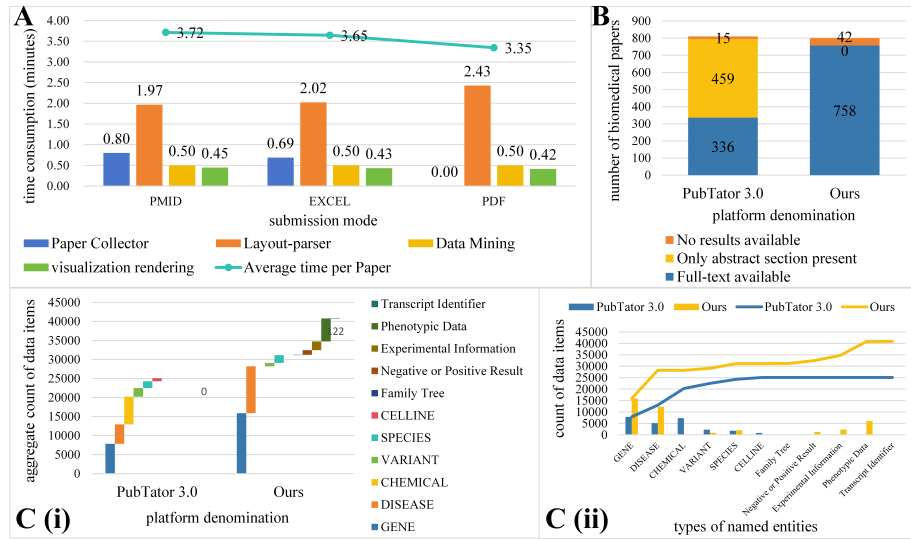 A
time consumption (minutes)
4.00
3.50
3.00
2.50
2.00
1.50
1.00
0.50
0.00
3.72
3.65
3.35
0.80
1.97
0.50
0.45
0.69
2.02
0.50
0.43
0.00
2.43
0.50
0.42
PMID
EXCEL
PDF
submission mode
Paper Collector
Layout-parser
Data Mining
visualization rendering
Average time per Paper
B
number of biomedical papers
900
800
700
600
500
400
300
200
100
0
15
459
336
42
0
758
PubTator 3.0
Ours
platform denomination
No results available
Only abstract section present
Full-text available
aggregate count of data items
45000
40000
35000
30000
25000
20000
15000
10000
5000
0
0
122
PubTator 3.0
Ours
C (i)
platform denomination
Transcript Identifier
Phenotypic Data
Experimental Information
Negative or Positive Result
Family Tree
CELLINE
SPECIES
VARIANT
CHEMICAL
DISEASE
GENE
PubTator 3.0
Ours
PubTator 3.0
Ours
count of data items
45000
40000
35000
30000
25000
20000
15000
10000
5000
0
GENE
DISEASE
CHEMICAL
VARIANT
SPECIES
CELLINE
Family Tree
Negative or Positive Result
Experimental Information
Phenotypic Data
Transcript Identifier
C (ii)
types of named entities